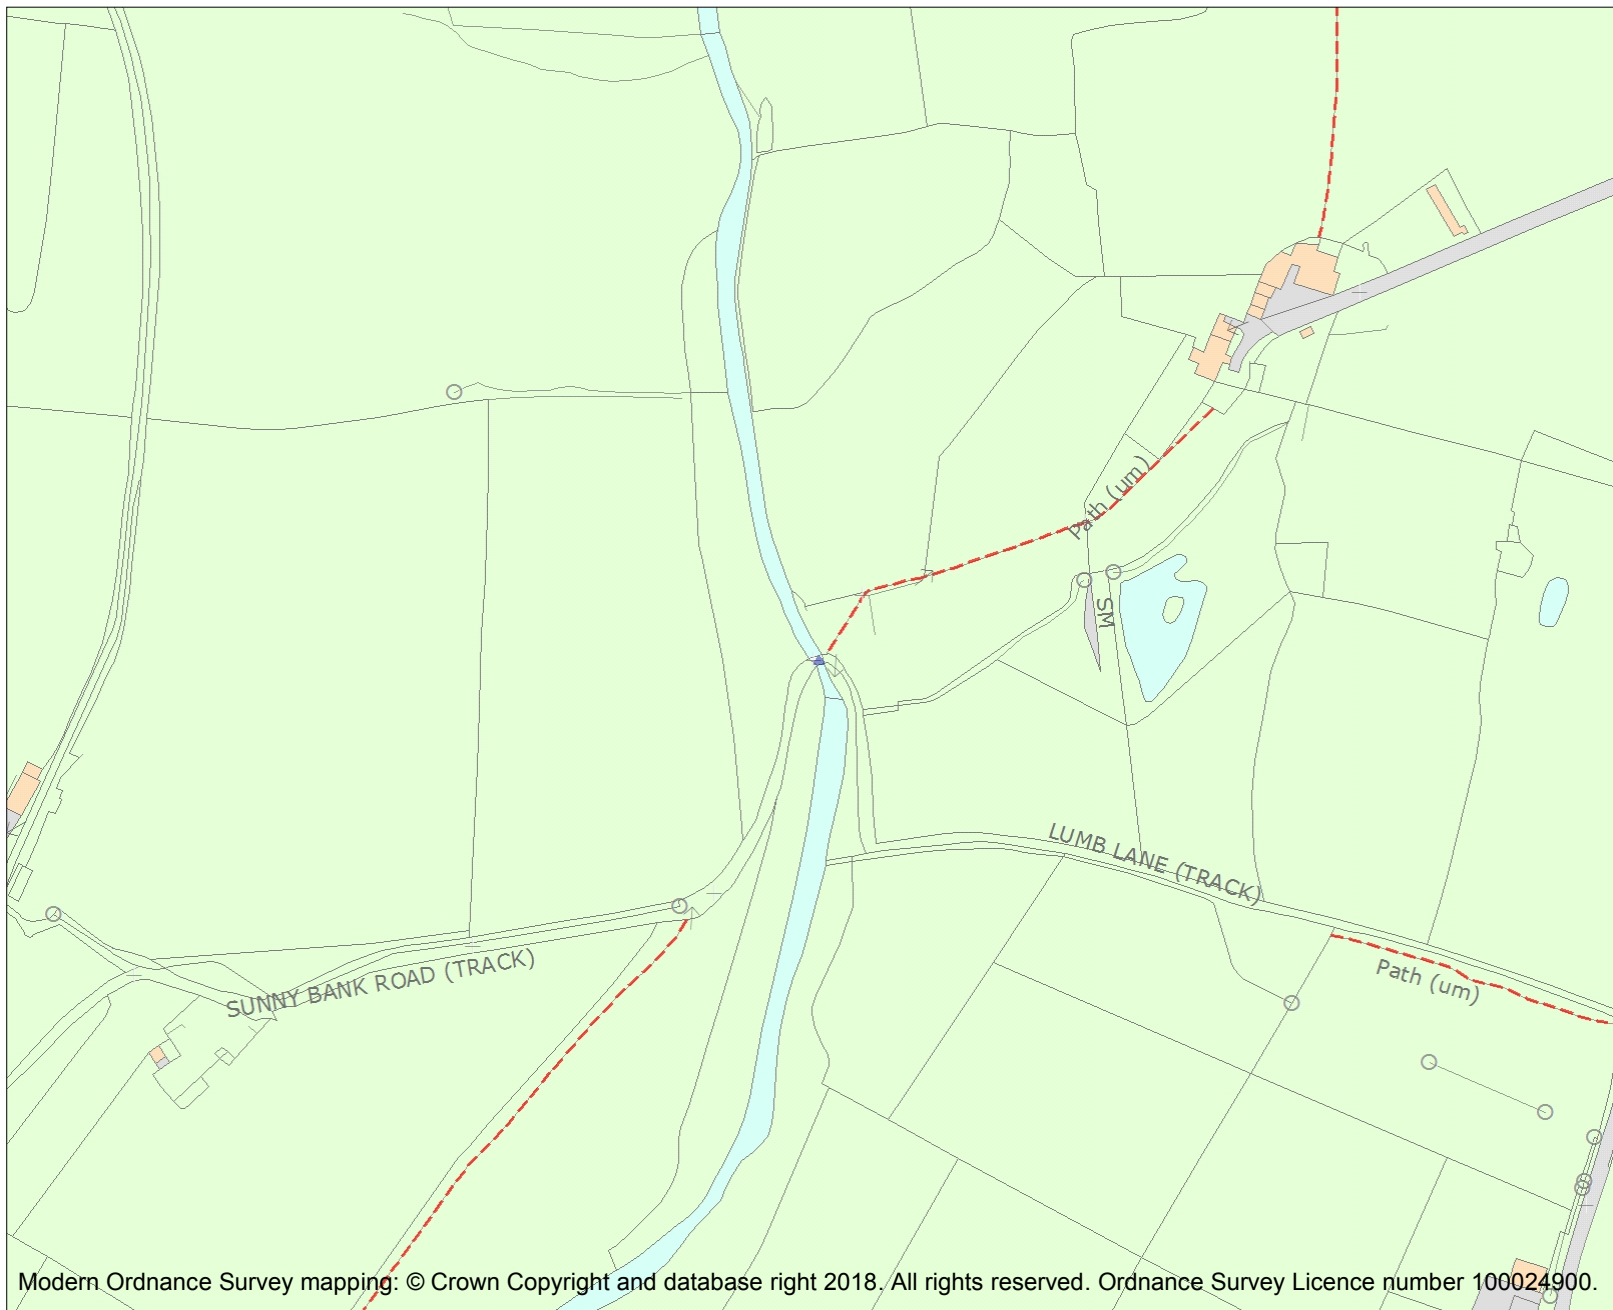 Path (um)
SM
LUMB LANE (TRACK)
SUNNY BANK ROAD (TRACK)
Path (um)
Modern Ordnance Survey mapping: © Crown Copyright and database right 2018. All rights reserved. Ordnance Survey Licence number 100024900.